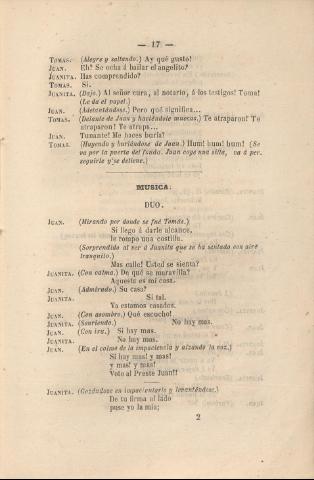 — 17 —
TOMAS. (Alegre y saltando.) Ay qué gusto!
JUAN. Eh? Se echa á bailar el angelito?
JUANITA. Has comprendido?
TOMAS. Si.
JUANITA. (Bajo.) Al señor cura, al notario, á los testigos! Toma!
(Le da el papel.)
JUAN. (Adelantándose.) Pero qué significa...
TOMAS. (Delante de Juan y haciéndole muecas.) Te atraparon! Te
atraparon! Te atrapa...
JUAN. Tunante! Me haces burla?
TOMAS. (Huyendo y burlándose de Juan.) Hum! hum! hum! (Se
va por la puerta del fondo. Juan coge una silla, va á per-
seguirle y se detiene.)
MUSICA.
DUO.
JUAN. (Mirando por donde se fué Tomás.)
Si llego á darle alcance,
le rompo una costilla.
(Sorprendido al ver á Juanita que se ha sentado con aire
tranquilo.)
Mas calle! Usted se sienta?
JUANITA. (Con calma.) De qué se maravilla?
Aqueste es mi casa.
JUAN. (Admirado.) Su casa?
JUANITA. Si tal.
Ya estamos casados.
JUAN. (Con asombro.) Qué escucho!
JUANITA. (Sonriendo.) No hay mas.
JUAN. (Con ira.) Si hay mas.
JUANITA. No hay mas.
JUAN. (En el colmo de la impaciencia y alzando la voz.)
Si hay mas! y mas!
y mas! y mas!
Voto al Preste Juan!!
JUANITA. (Gozándose en impacientarle y levantándose.)
De tu firma al lado
puse yo la mia;
2